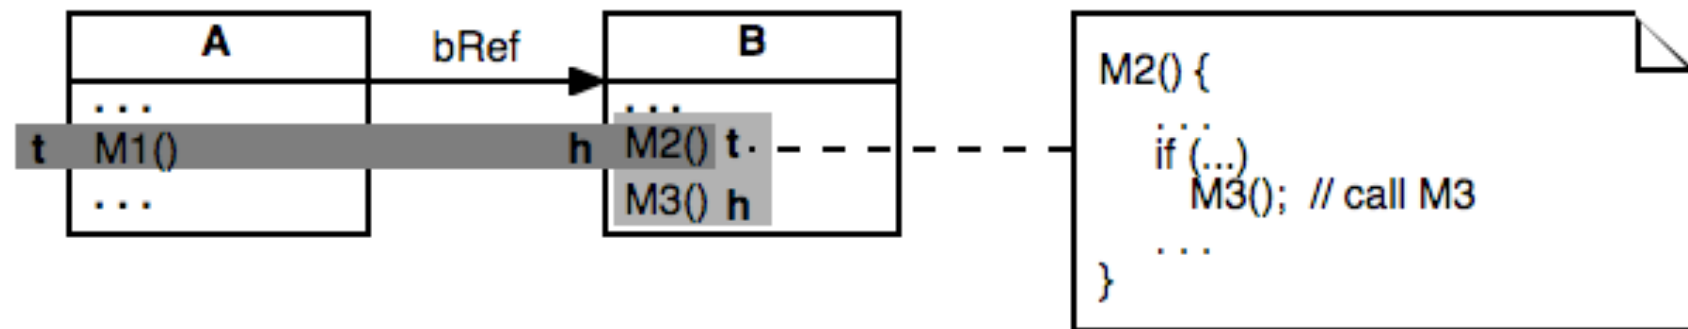 A
bRef
B
. . .
. . .
t M1() h M2() t
. . .
M3() h
M2() {
. . .
if (...)
M3(); // call M3
. . .
}